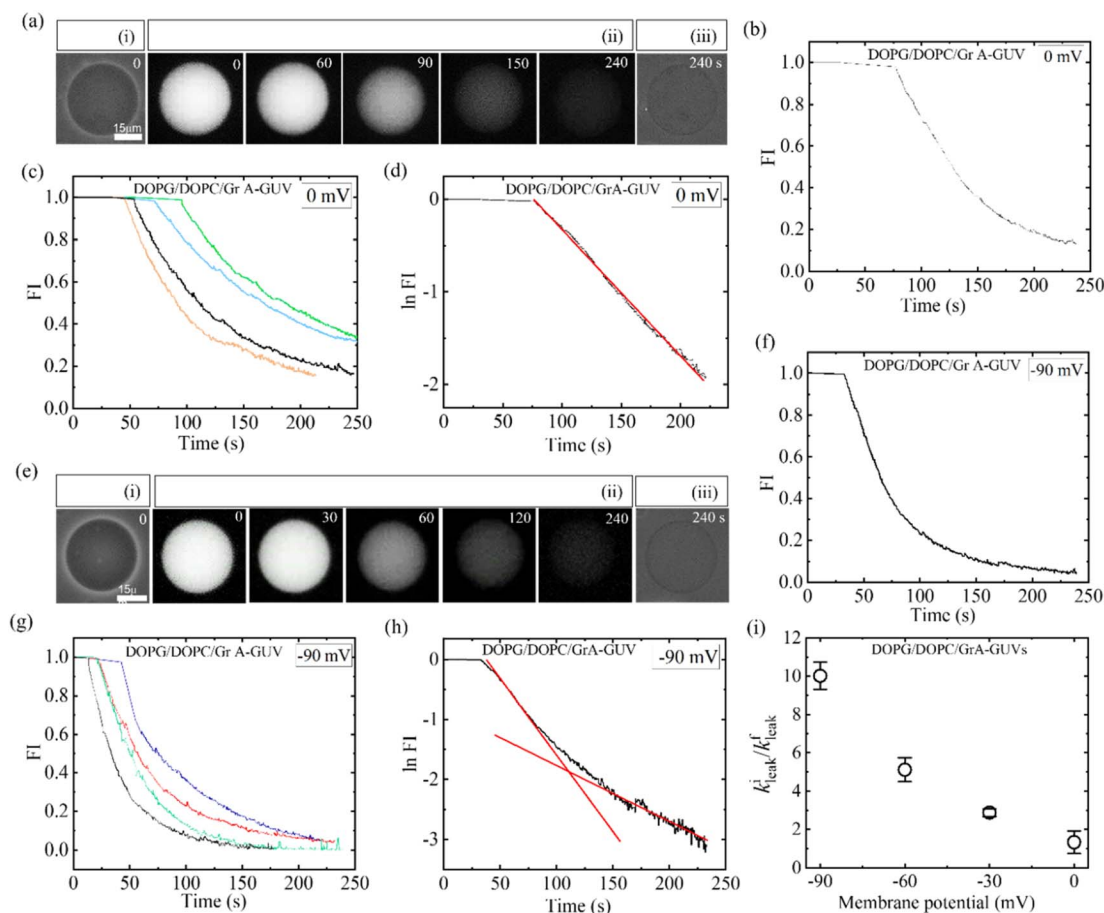 (a)
(i)
(ii)
(iii)
0
0
60
90
150
240
240 s
15μm
(b)
DOPG/DOPC/Gr A-GUV
0 mV
1.0
0.8
0.6
0.4
0.2
0.0
FI
0 50 100 150 200 250
Time (s)
(c)
DOPG/DOPC/Gr A-GUV
0 mV
1.0
0.8
0.6
0.4
0.2
0.0
FI
0 50 100 150 200 250
Time (s)
(d)
DOPG/DOPC/GrA-GUV
0 mV
0
-1
-2
ln FI
0 50 100 150 200
Time (s)
(e)
(i)
(ii)
(iii)
0
0
30
60
120
240
240 s
15μ
(f)
DOPG/DOPC/Gr A-GUV
-90 mV
1.0
0.8
0.6
0.4
0.2
0.0
FI
0 50 100 150 200 250
Time (s)
(g)
DOPG/DOPC/Gr A-GUV
-90 mV
1.0
0.8
0.6
0.4
0.2
0.0
FI
0 50 100 150 200 250
Time (s)
(h)
DOPG/DOPC/GrA-GUV
-90 mV
0
-1
-2
-3
ln FI
0 50 100 150 200 250
Time (s)
(i)
DOPG/DOPC/GrA-GUVs
12
10
8
6
4
2
0
k^i_leak/k^f_leak
-90 -60 -30 0
Membrane potential (mV)